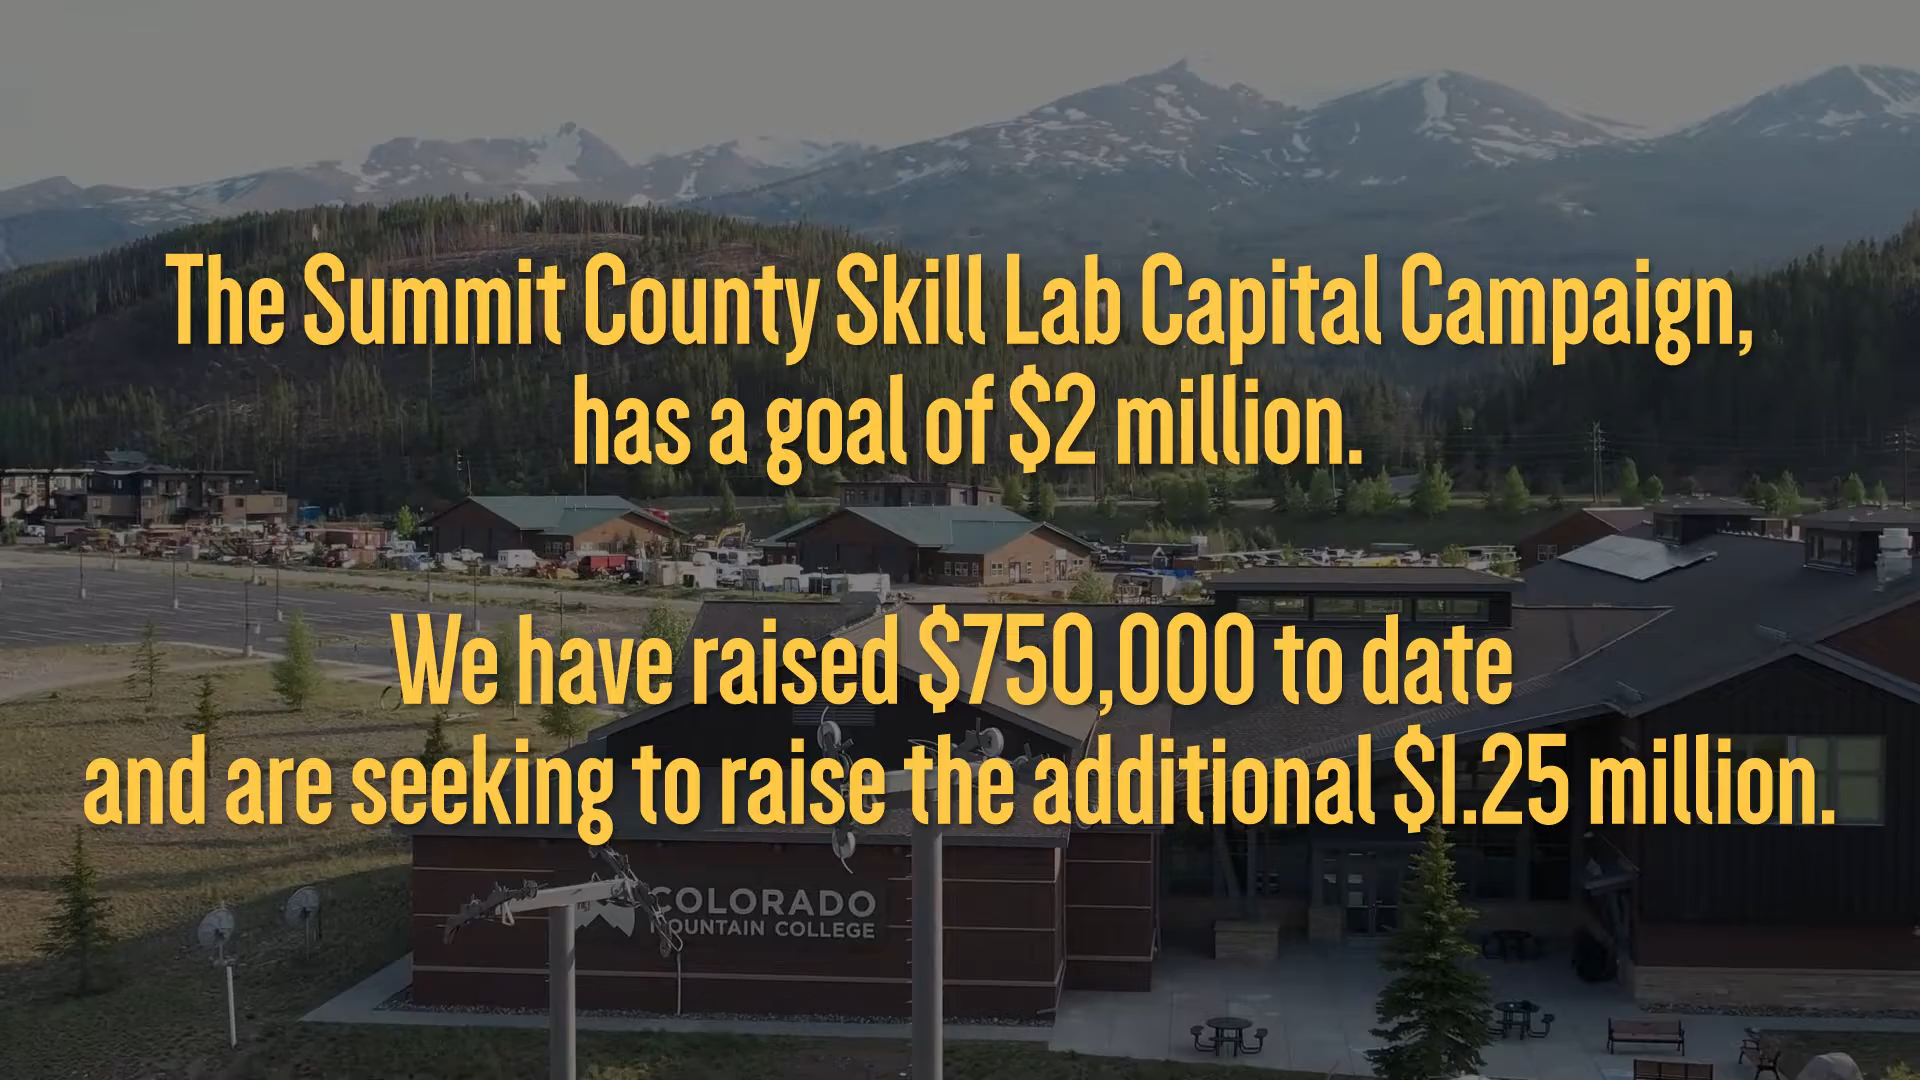 The Summit County Skill Lab Capital Campaign,
has a goal of $2 million.
We have raised $750,000 to date
and are seeking to raise the additional $1.25 million.
COLORADO
MOUNTAIN COLLEGE